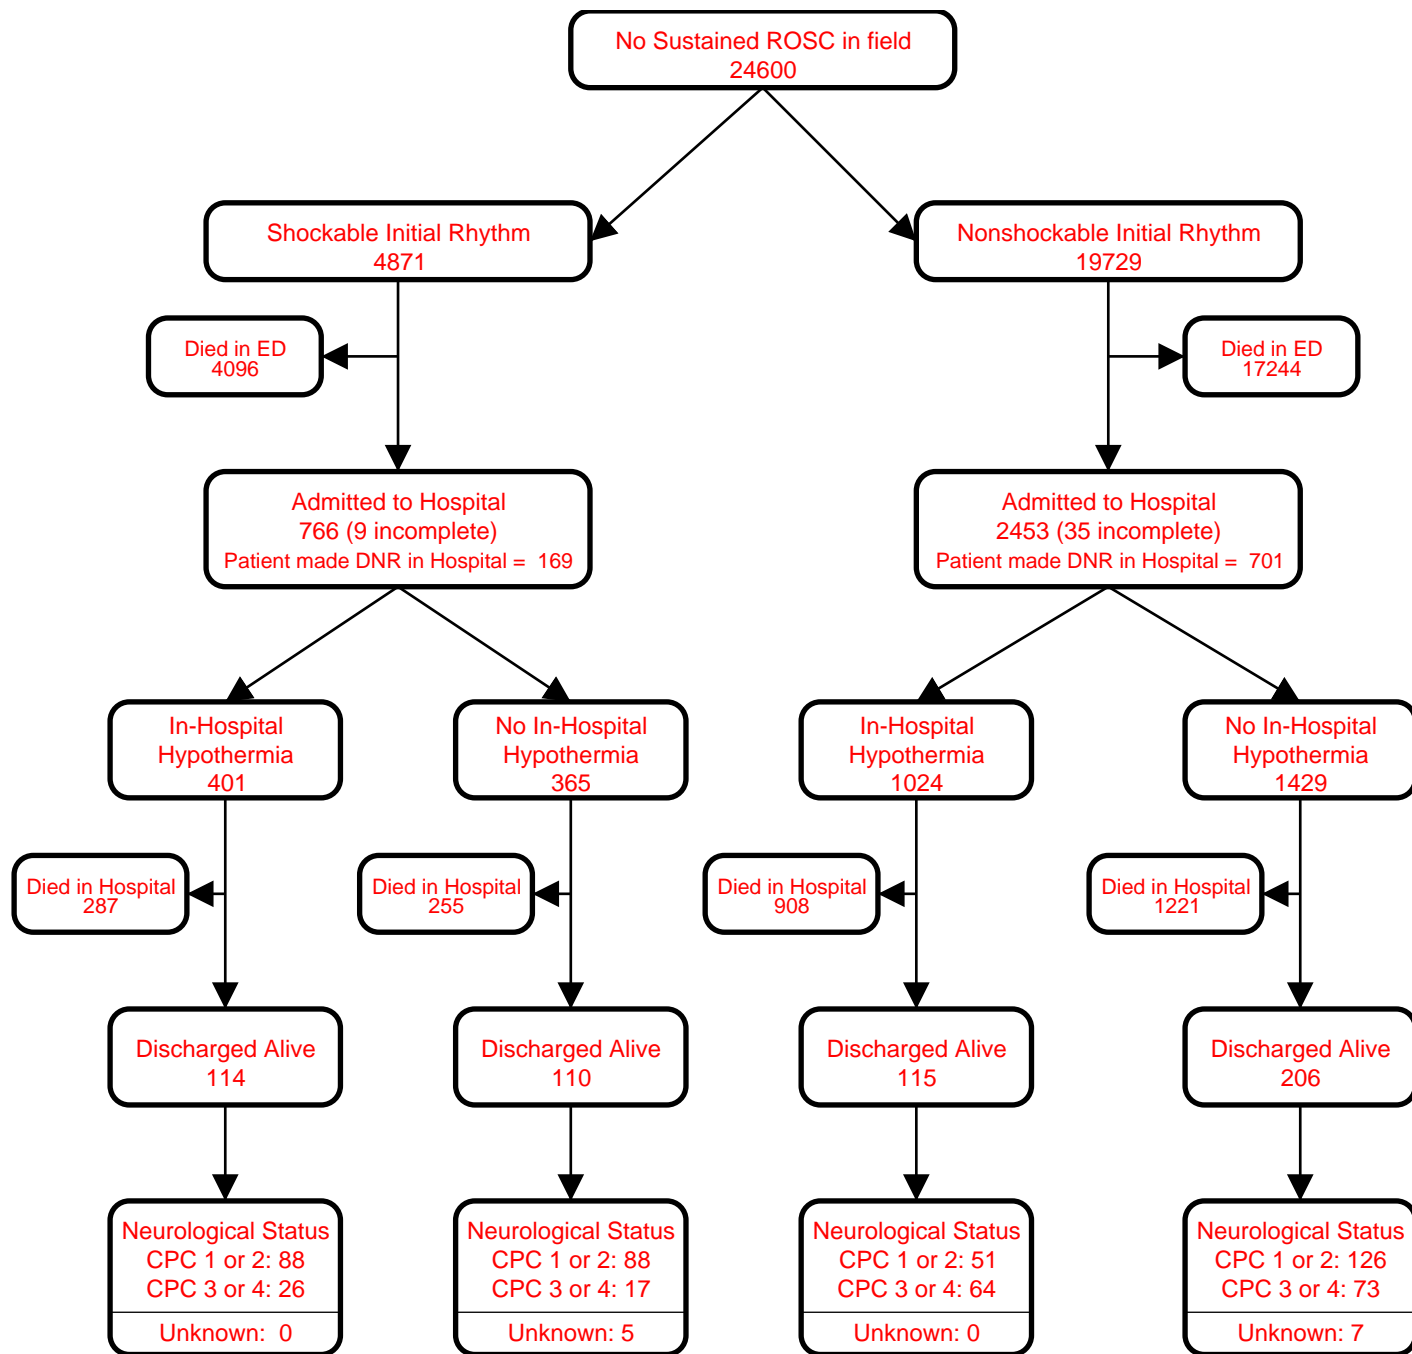 No Sustained ROSC in field
24600
Shockable Initial Rhythm
4871
Nonshockable Initial Rhythm
19729
Died in ED
4096
Died in ED
17244
Admitted to Hospital
766 (9 incomplete)
Patient made DNR in Hospital =  169
Admitted to Hospital
2453 (35 incomplete)
Patient made DNR in Hospital =  701
In-Hospital
Hypothermia
401
No In-Hospital
Hypothermia
365
In-Hospital
Hypothermia
1024
No In-Hospital
Hypothermia
1429
Died in Hospital
287
Died in Hospital
255
Died in Hospital
908
Died in Hospital
1221
Discharged Alive
114
Discharged Alive
110
Discharged Alive
115
Discharged Alive
206
Neurological Status
CPC 1 or 2: 88
CPC 3 or 4: 26
Unknown:  0
Neurological Status
CPC 1 or 2: 88
CPC 3 or 4: 17
Unknown: 5
Neurological Status
CPC 1 or 2: 51
CPC 3 or 4: 64
Unknown: 0
Neurological Status
CPC 1 or 2: 126
CPC 3 or 4: 73
Unknown: 7